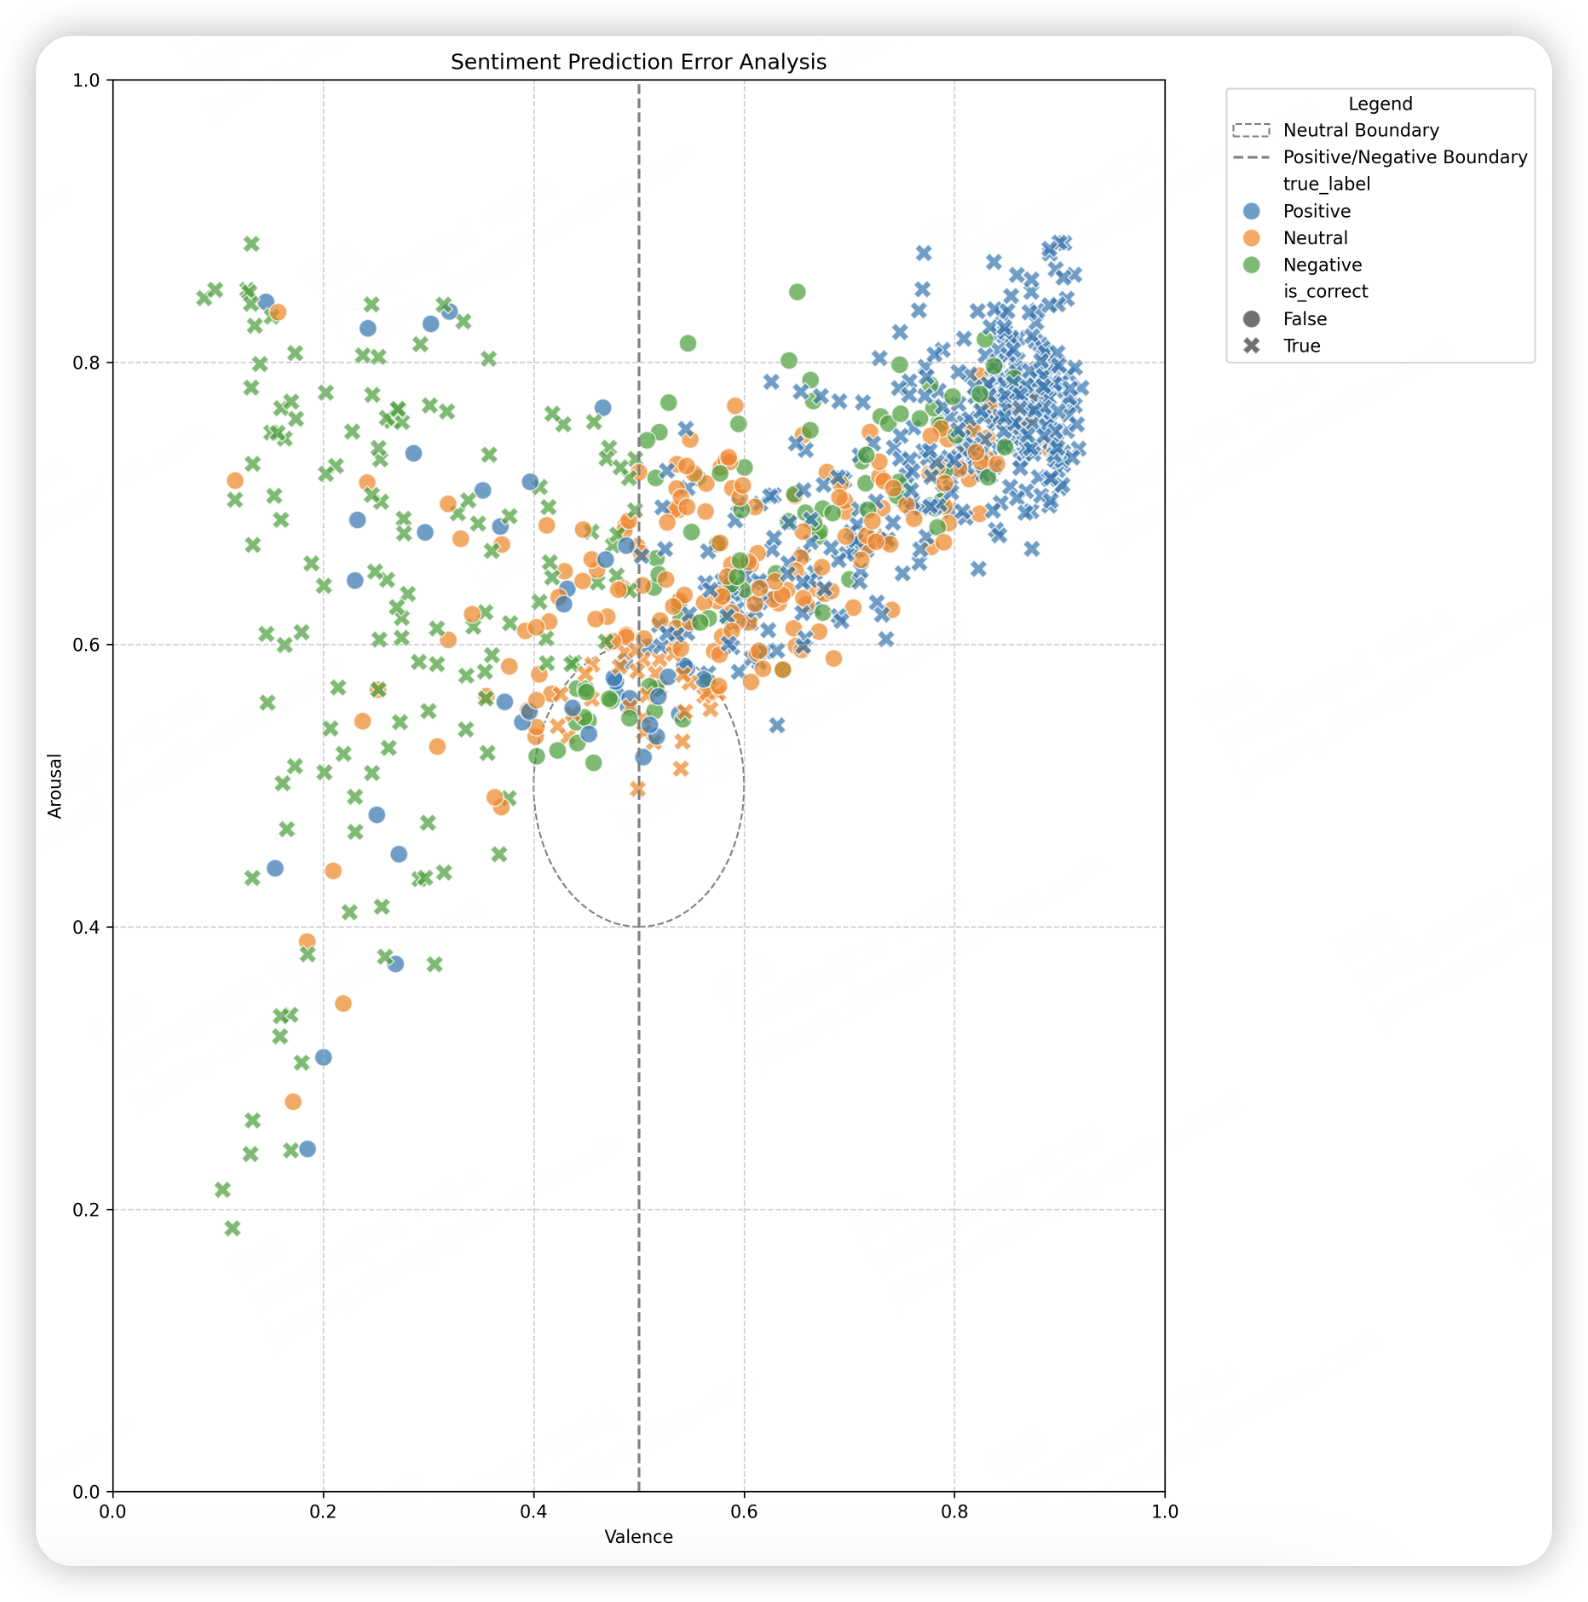 Sentiment Prediction Error Analysis
1.0
0.8
0.6
0.4
0.2
0.0
Arousal
0.0 0.2 0.4 0.6 0.8 1.0
Valence
Legend
Neutral Boundary
Positive/Negative Boundary
true_label
Positive
Neutral
Negative
is_correct
False
True